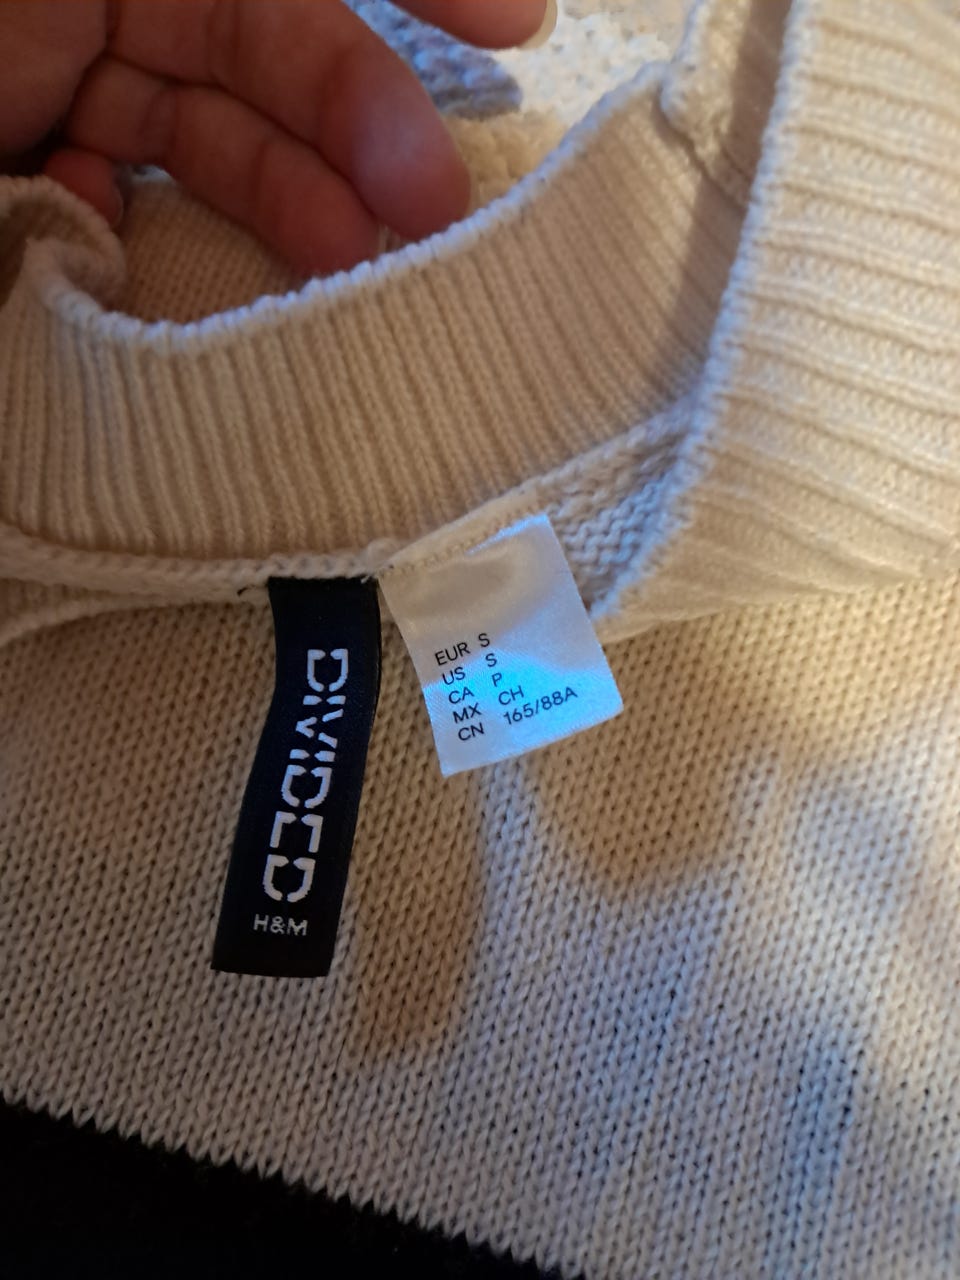 DIVIDED
H&M
EUR S
US S
CA P
MX CH
CN 165/88A